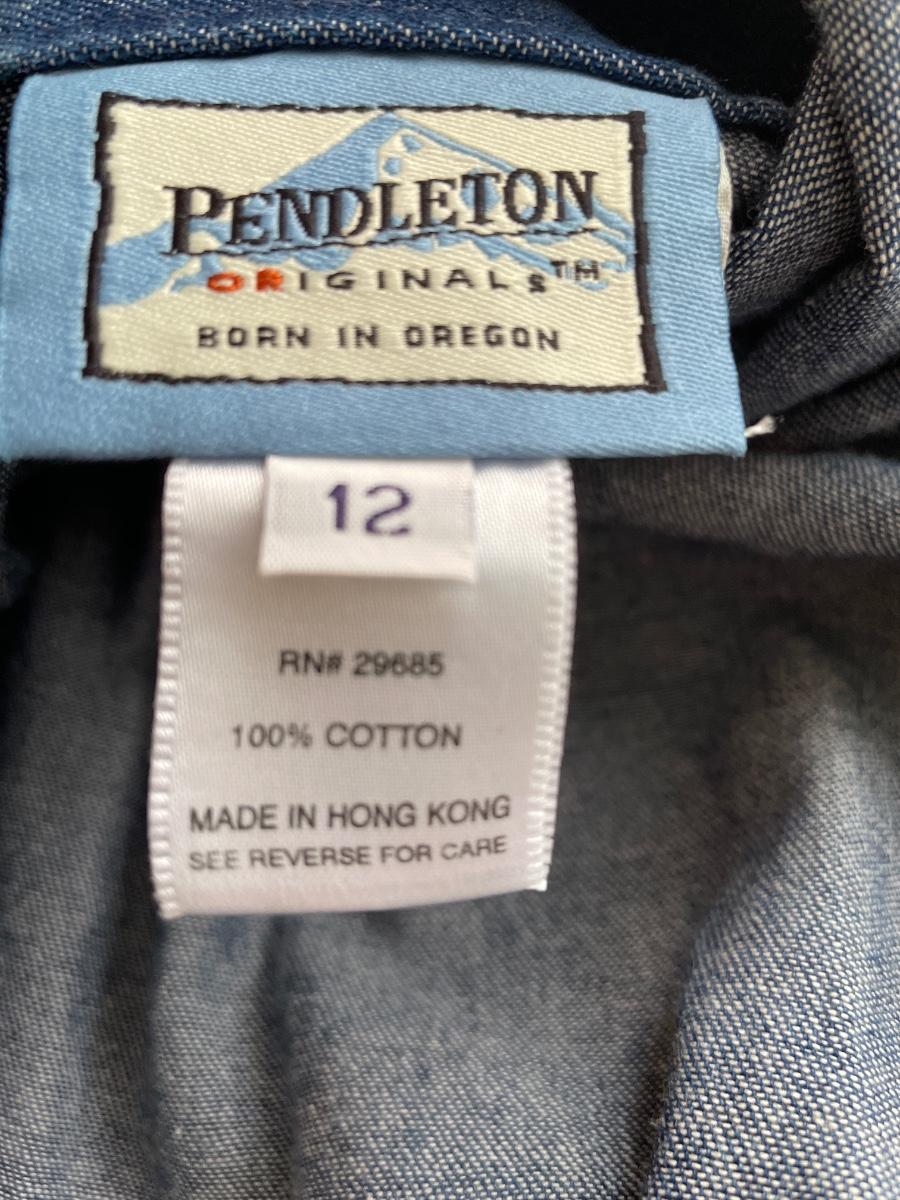 PENDLETON
ORIGINALS™
BORN IN OREGON
12
RN# 29685
100% COTTON
MADE IN HONG KONG
SEE REVERSE FOR CARE